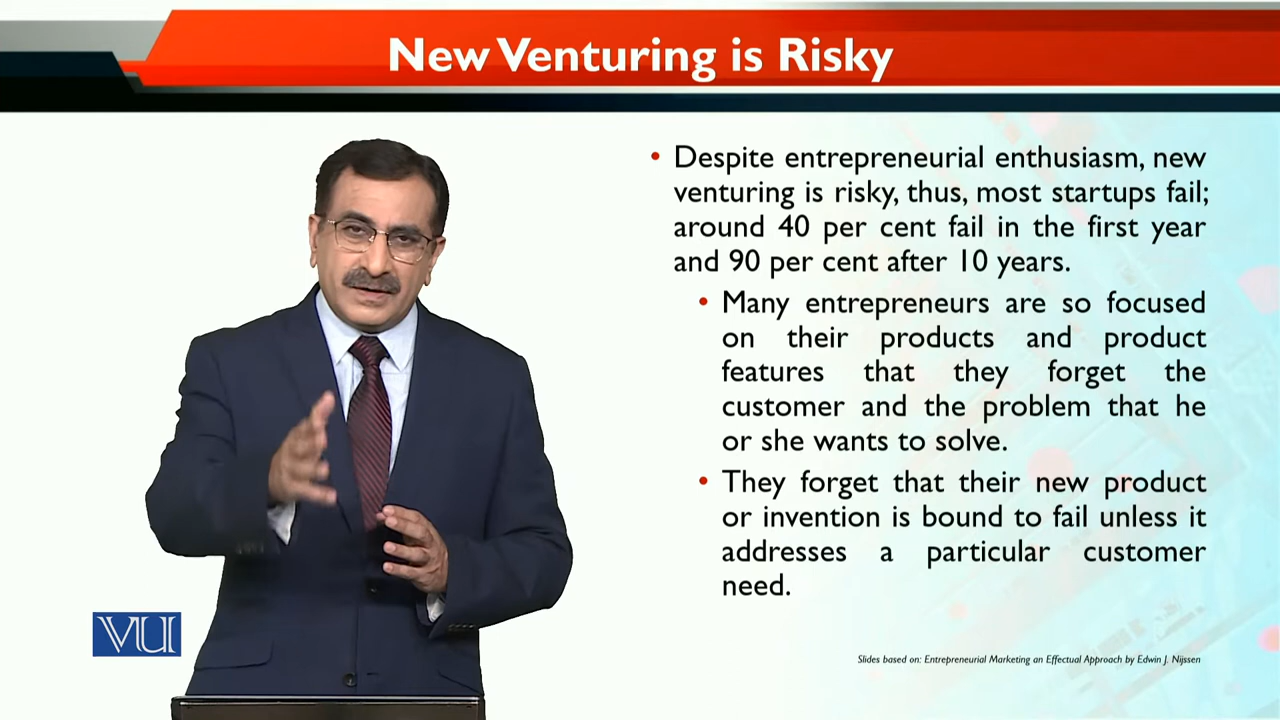 New Venturing is Risky
• Despite entrepreneurial enthusiasm, new
venturing is risky, thus, most startups fail;
around 40 per cent fail in the first year
and 90 per cent after 10 years.
• Many entrepreneurs are so focused
on their products and product
features that they forget the
customer and the problem that he
or she wants to solve.
• They forget that their new product
or invention is bound to fail unless it
addresses a particular customer
need.
VU
Slides based on: Entrepreneurial Marketing an Effectual Approach by Edwin J. Nijssen